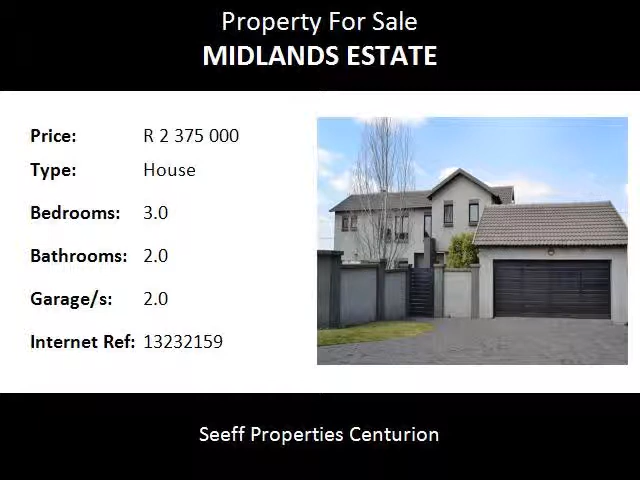 Property For Sale
MIDLANDS ESTATE
Price: R 2 375 000
Type: House
Bedrooms: 3.0
Bathrooms: 2.0
Garage/s: 2.0
Internet Ref: 13232159
Seeff Properties Centurion